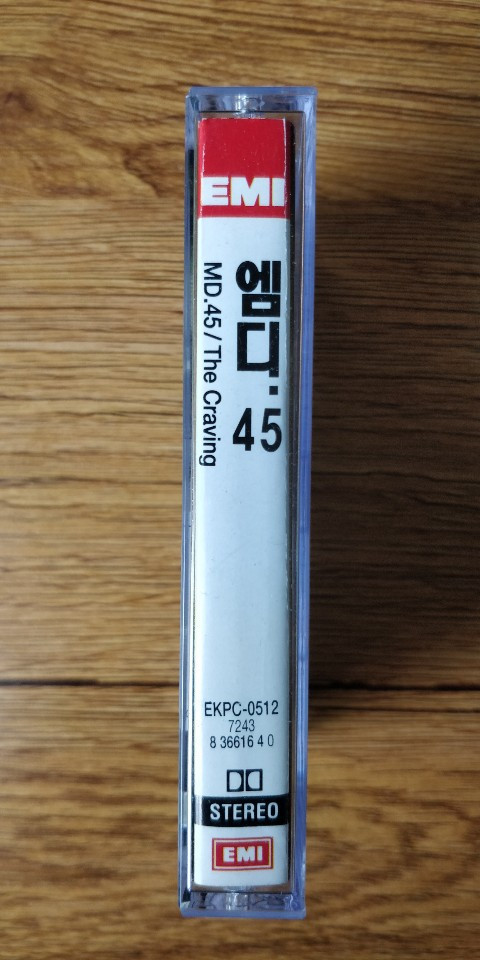 EMI
엠디.45
MD.45 / The Craving
EKPC-0512
7243
8 36616 4 0
STEREO
EMI